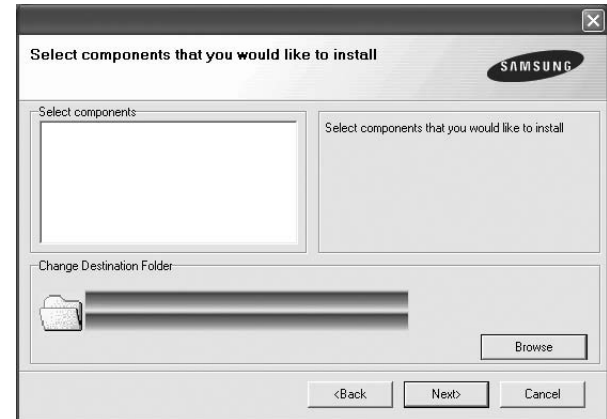 Select components that you would like to install
SAMSUNG
Select components
Select components that you would like to install
Change Destination Folder
Browse
<Back
Next>
Cancel